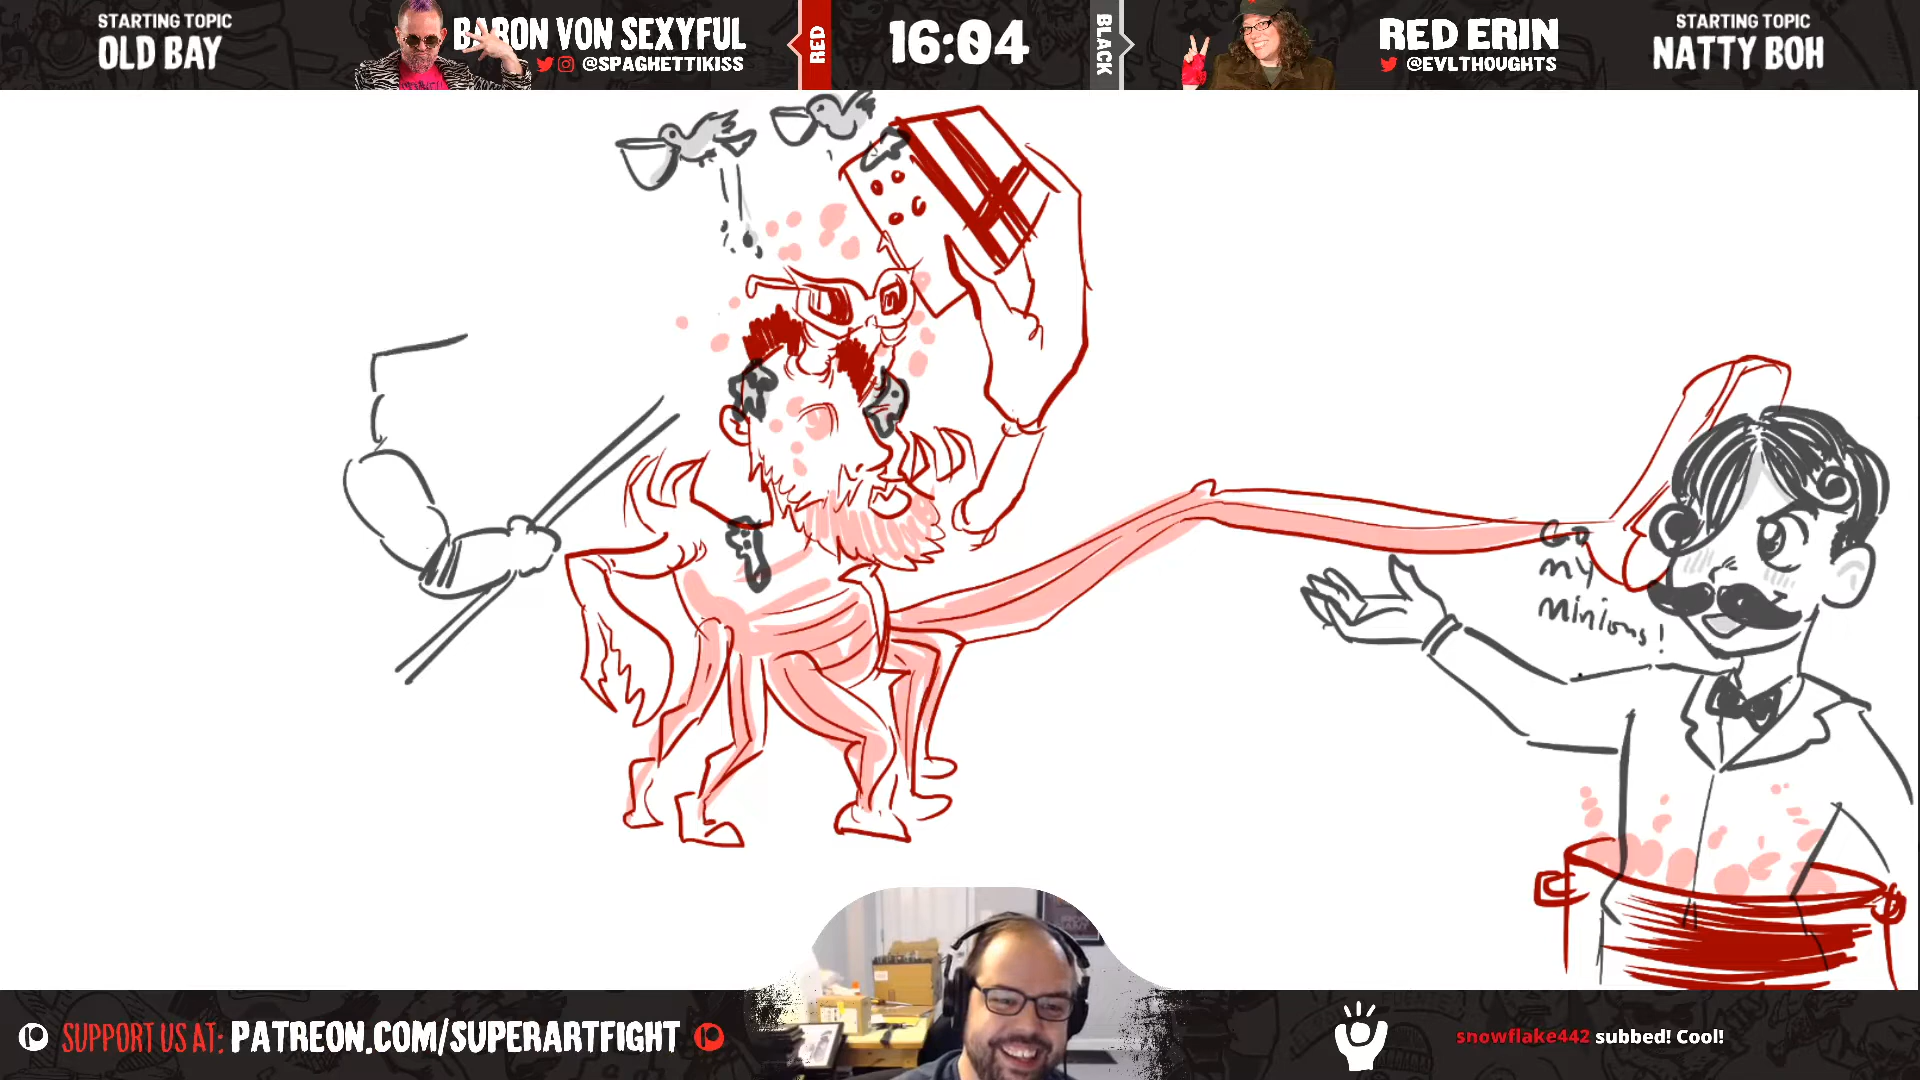 STARTING TOPIC
OLD BAY
BARON VON SEXYFUL
@SPAGHETTIKISS
RED
16:04
BLACK
RED ERIN
@EVLTHOUGHTS
STARTING TOPIC
NATTY BOH
Go
my
minions!
SUPPORT US AT: PATREON.COM/SUPERARTFIGHT
snowflake442 subbed! Cool!